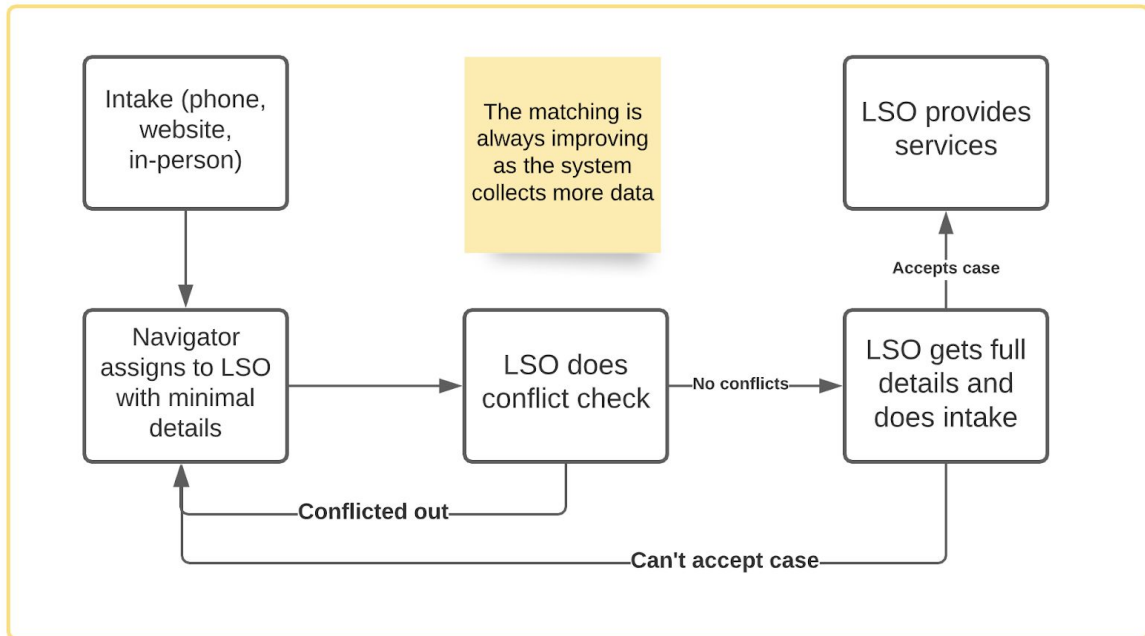 Intake (phone,
website,
in-person)
The matching is
always improving
as the system
collects more data
LSO provides
services
Accepts case
Navigator
assigns to LSO
with minimal
details
LSO does
conflict check
No conflicts
LSO gets full
details and
does intake
Conflicted out
Can't accept case